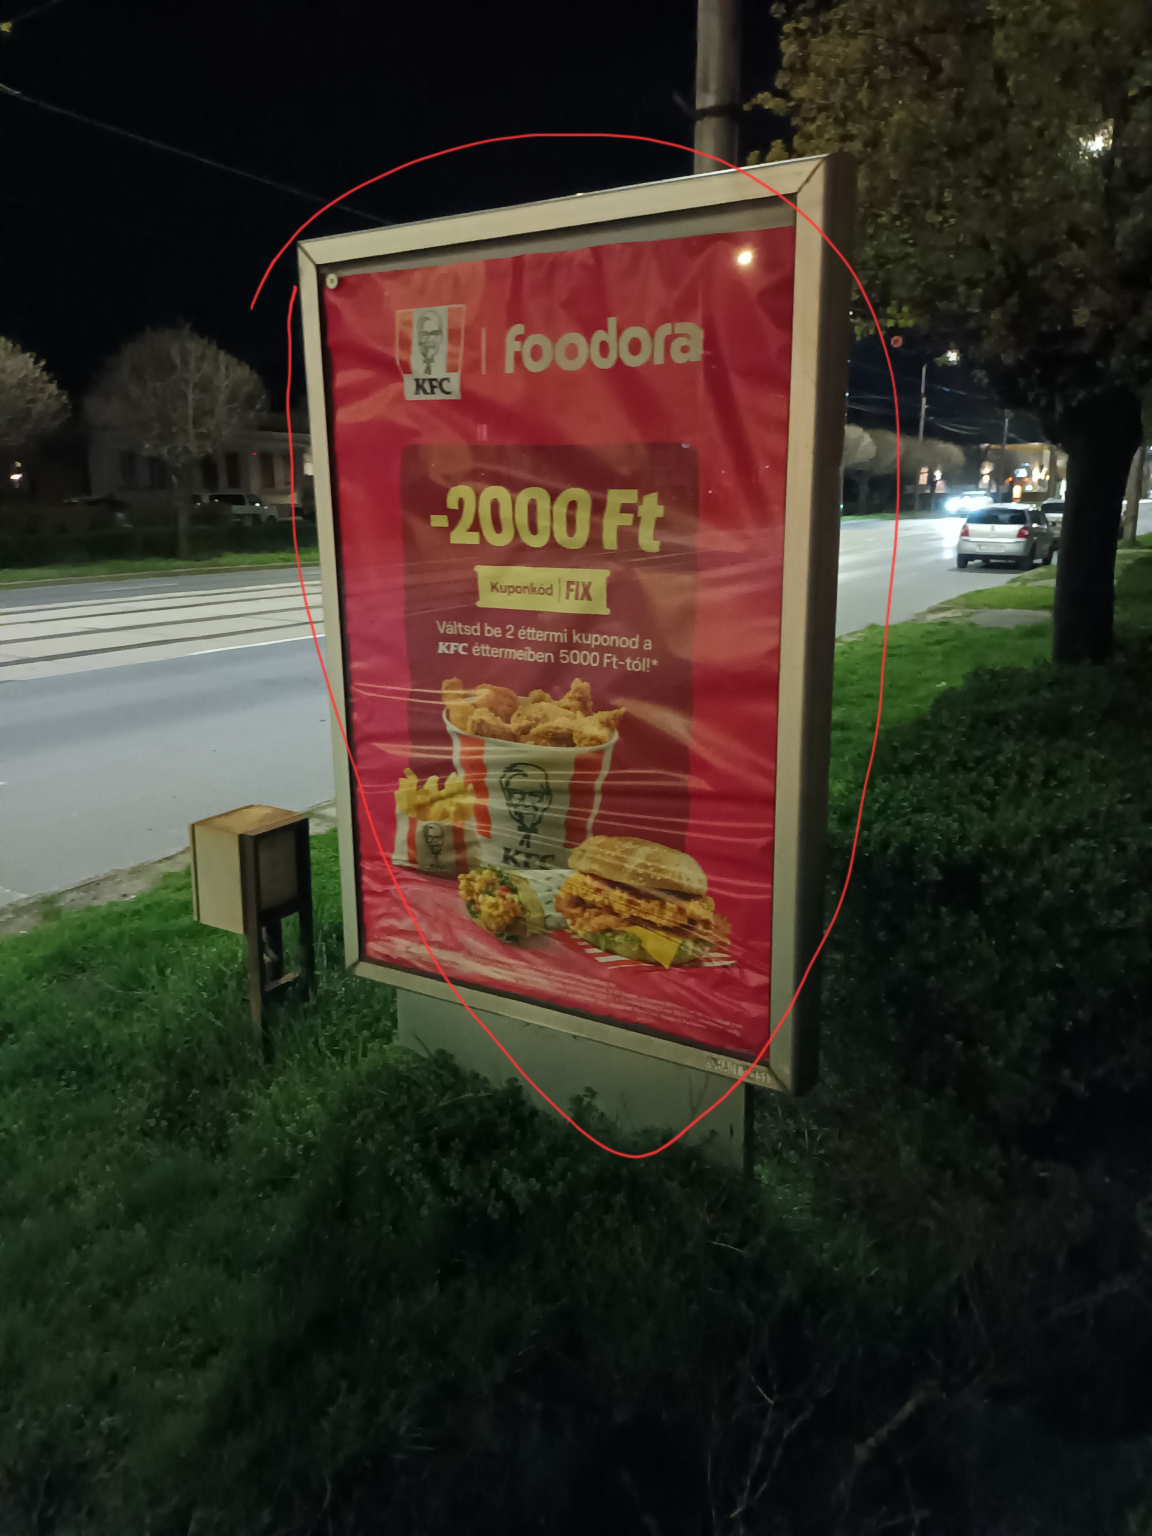 KFC | foodora
-2000 Ft
Kuponkód | FIX
Váltsd be 2 éttermi kuponod a
KFC éttermeiben 5000 Ft-tól!*
KFC